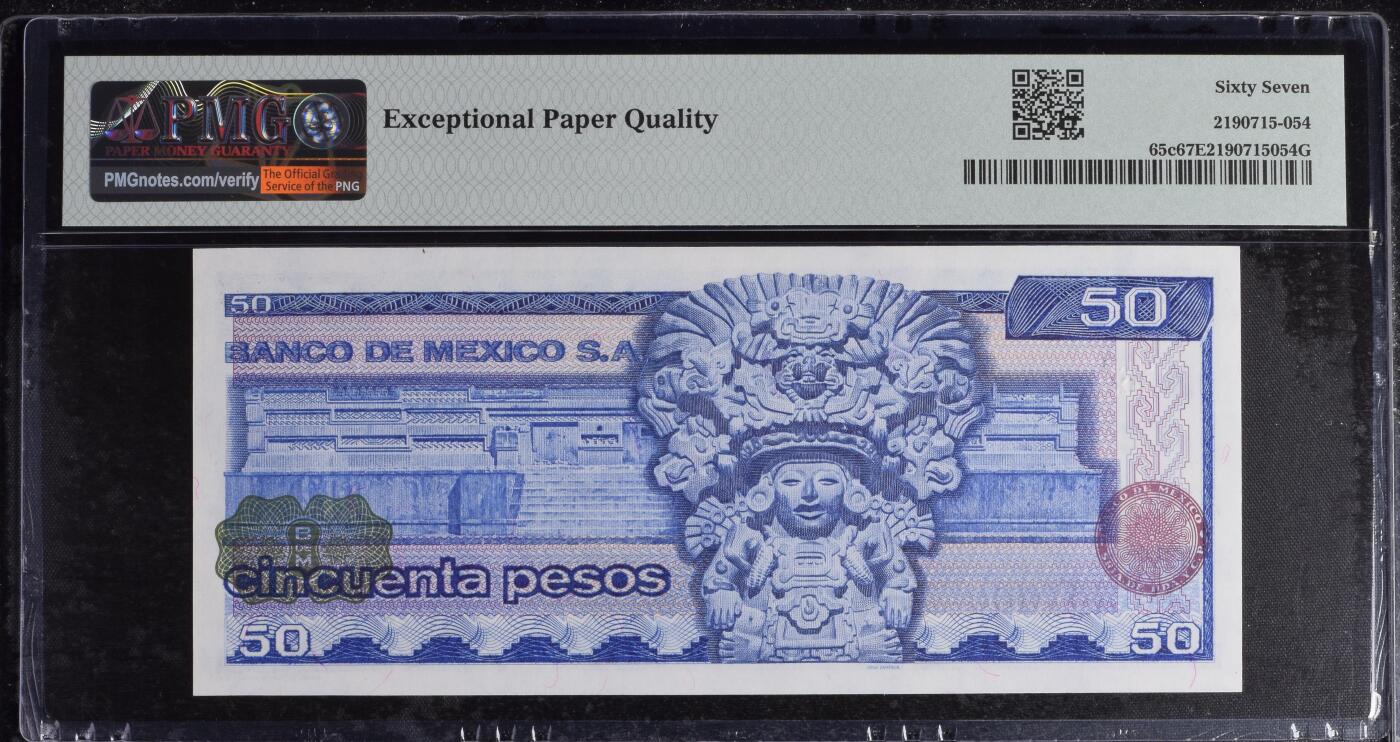 PMG
PAPER MONEY GUARANTY
PMGnotes.com/verify
The Official Grading
Service of the PNG
Exceptional Paper Quality
Sixty Seven
2190715-054
65c67E2190715054G
50
50
BANCO DE MEXICO S.A.
cincuenta pesos
50
50